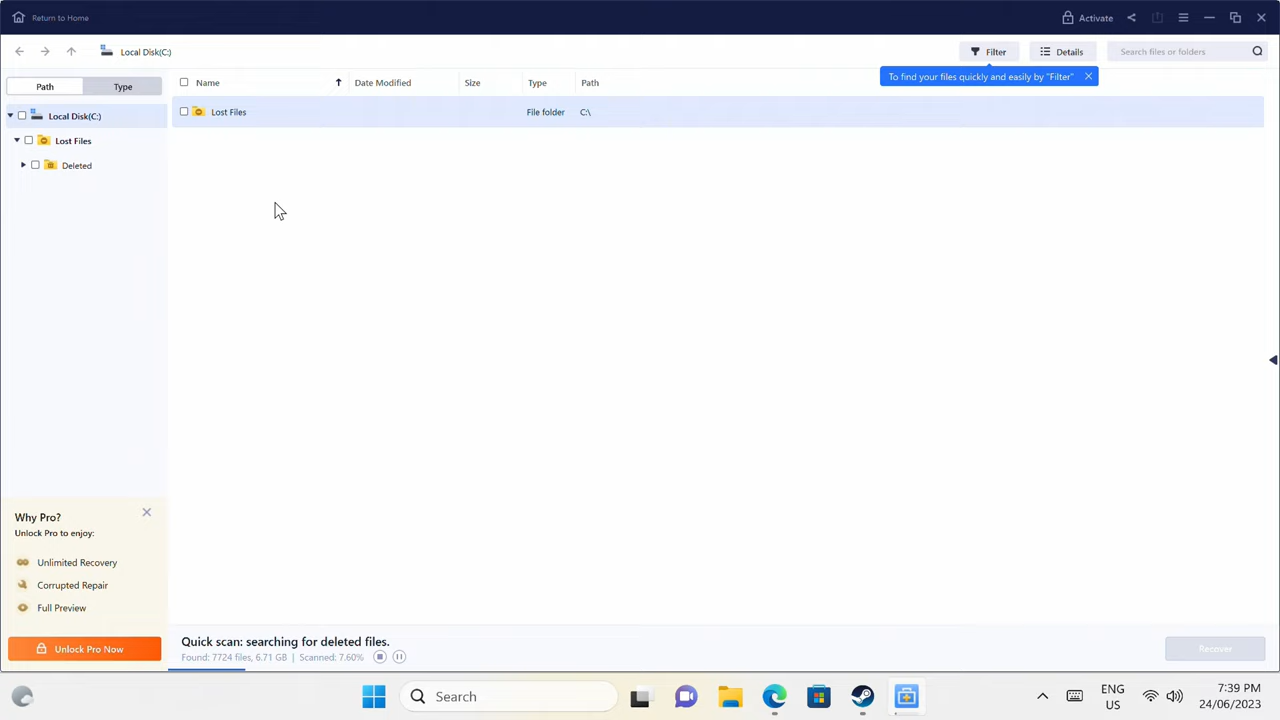 Return to Home
Activate
Local Disk(C:)
Filter
Details
Search files or folders
To find your files quickly and easily by "Filter"
Path
Type
Name
Date Modified
Size
Type
Path
Local Disk(C:)
Lost Files
File folder
C:\
Lost Files
Deleted
Why Pro?
Unlock Pro to enjoy:
Unlimited Recovery
Corrupted Repair
Full Preview
Unlock Pro Now
Quick scan: searching for deleted files.
Found: 7724 files, 6.71 GB | Scanned: 7.60%
Recover
Search
ENG
US
7:39 PM
24/06/2023